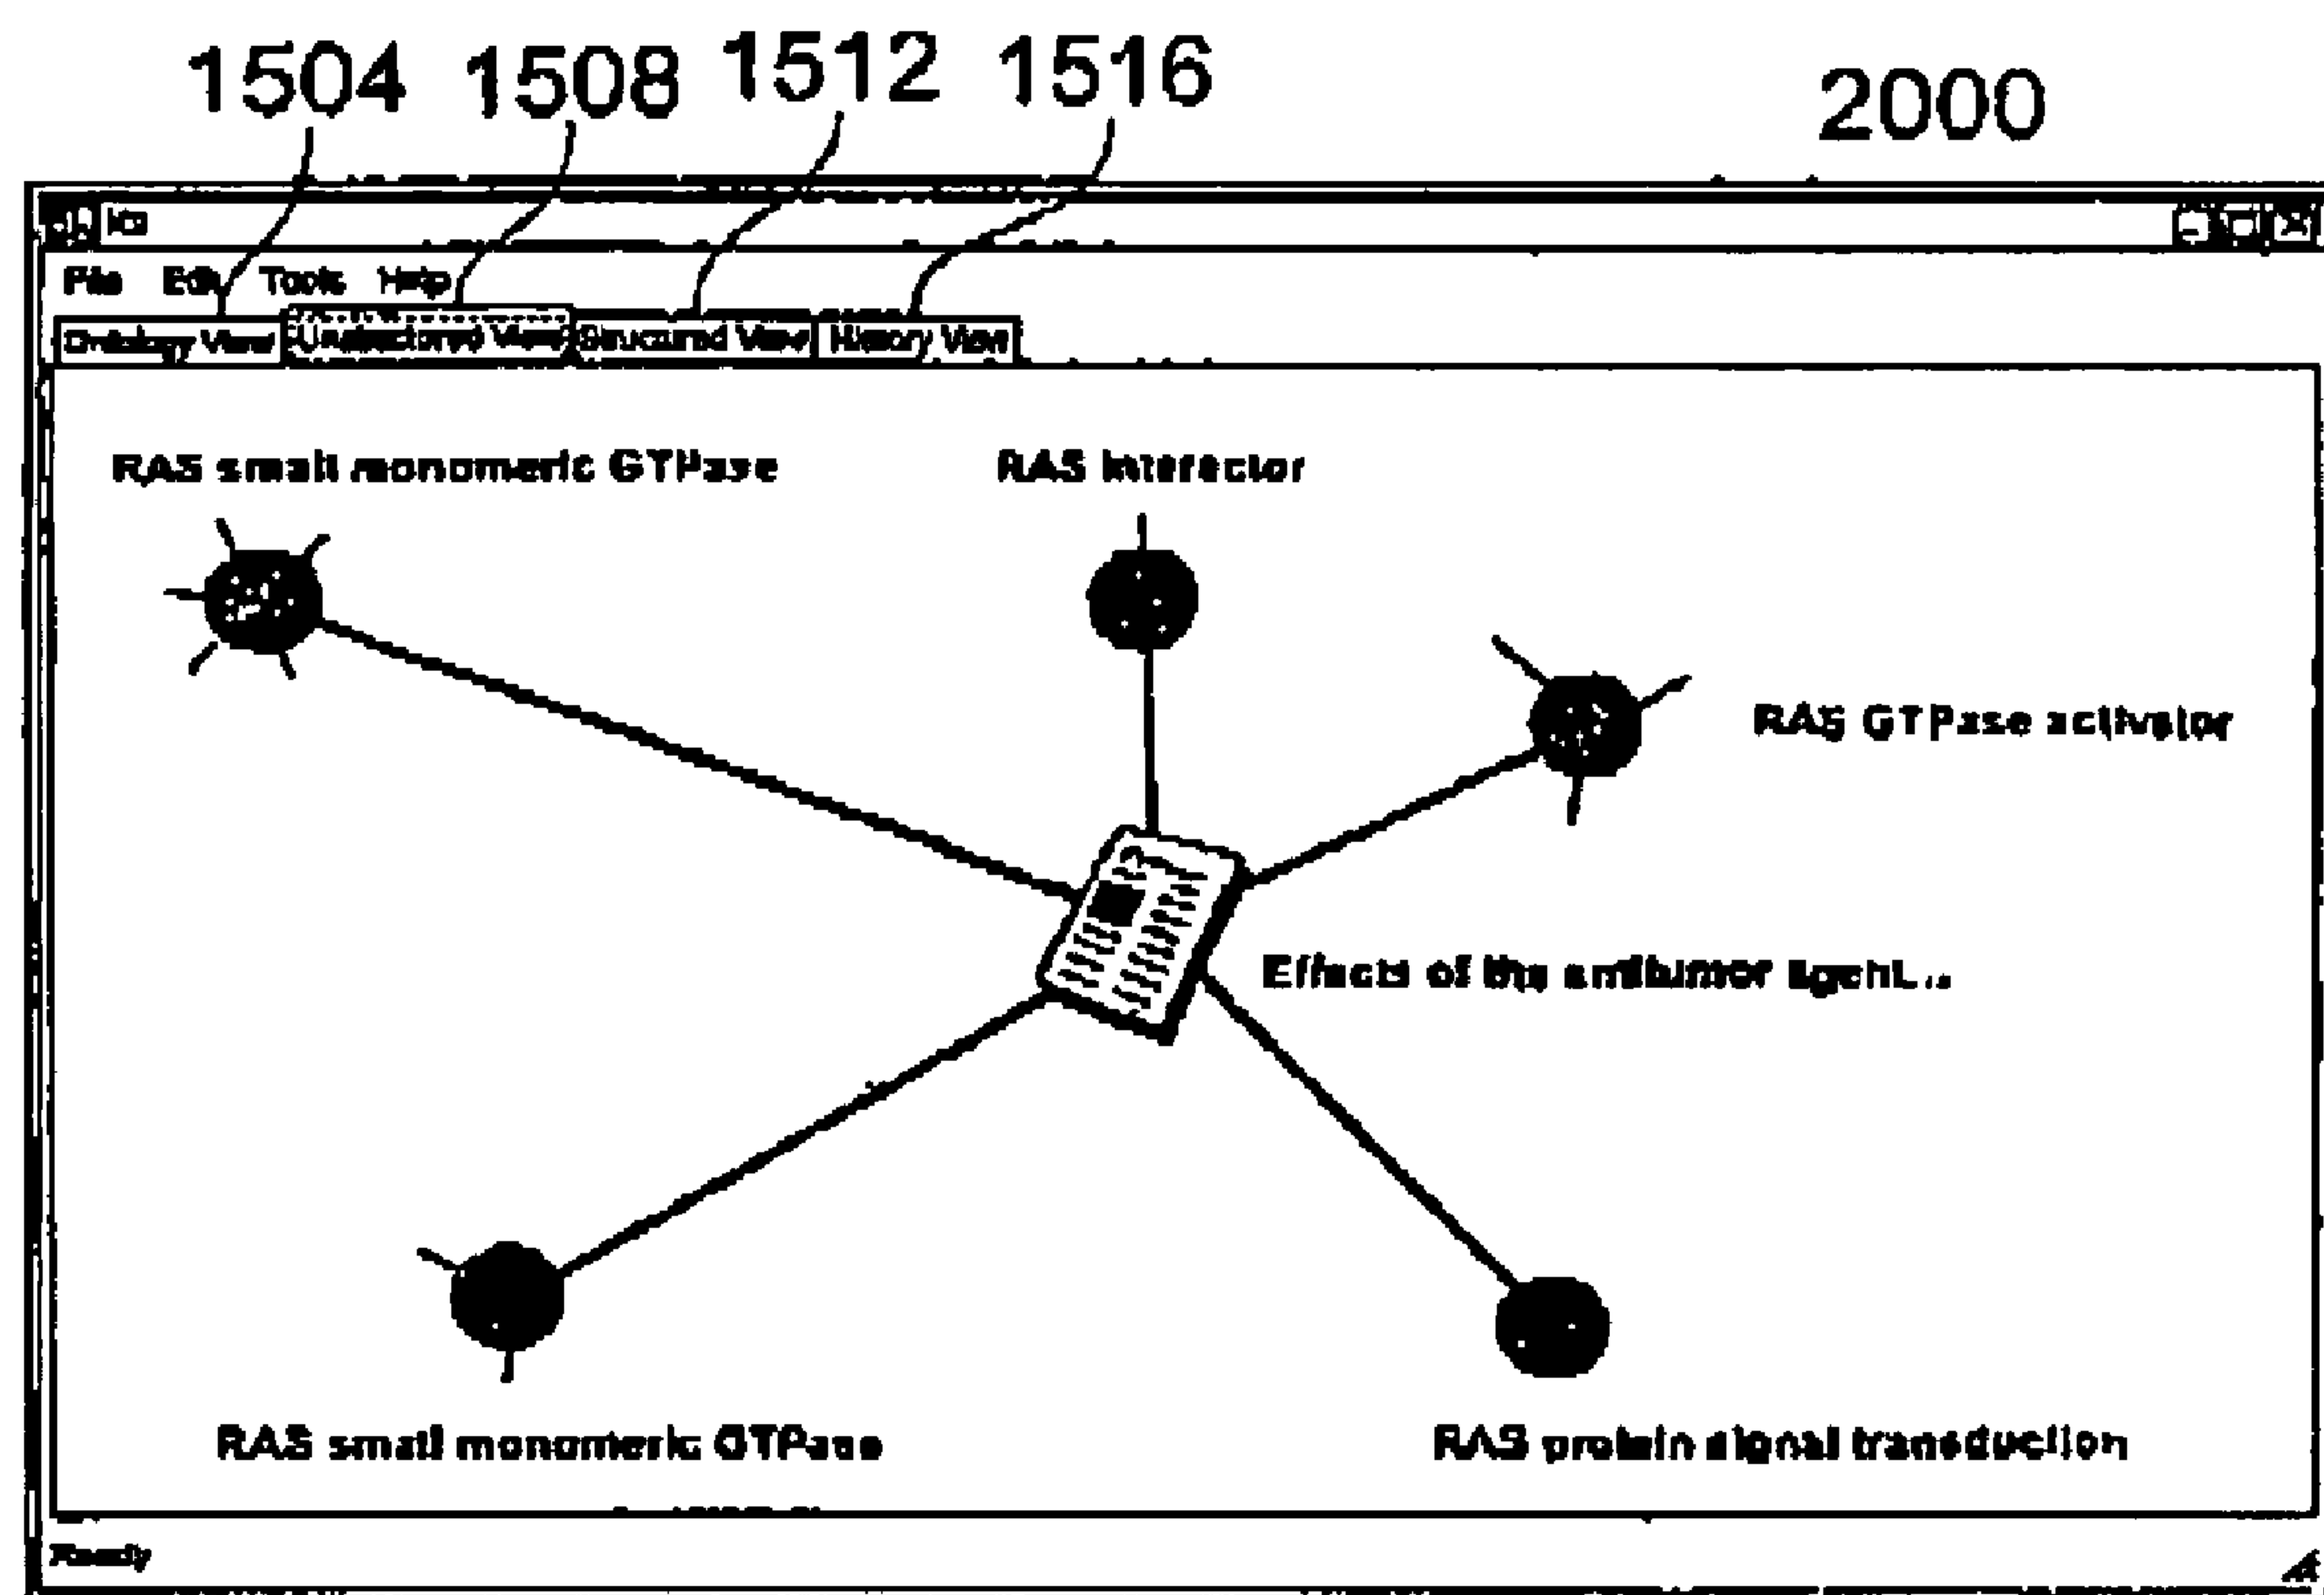 1504 1508 1512 1516 2000
File Edit Tools Help
Ontology View Unstructured View Structured View History View
RAS small monomeric GTPase RAS Interactor
RAS GTPase activator
Effects of the antitumor agent...
RAS small monomeric GTPase RAS protein signal transduction
Ready